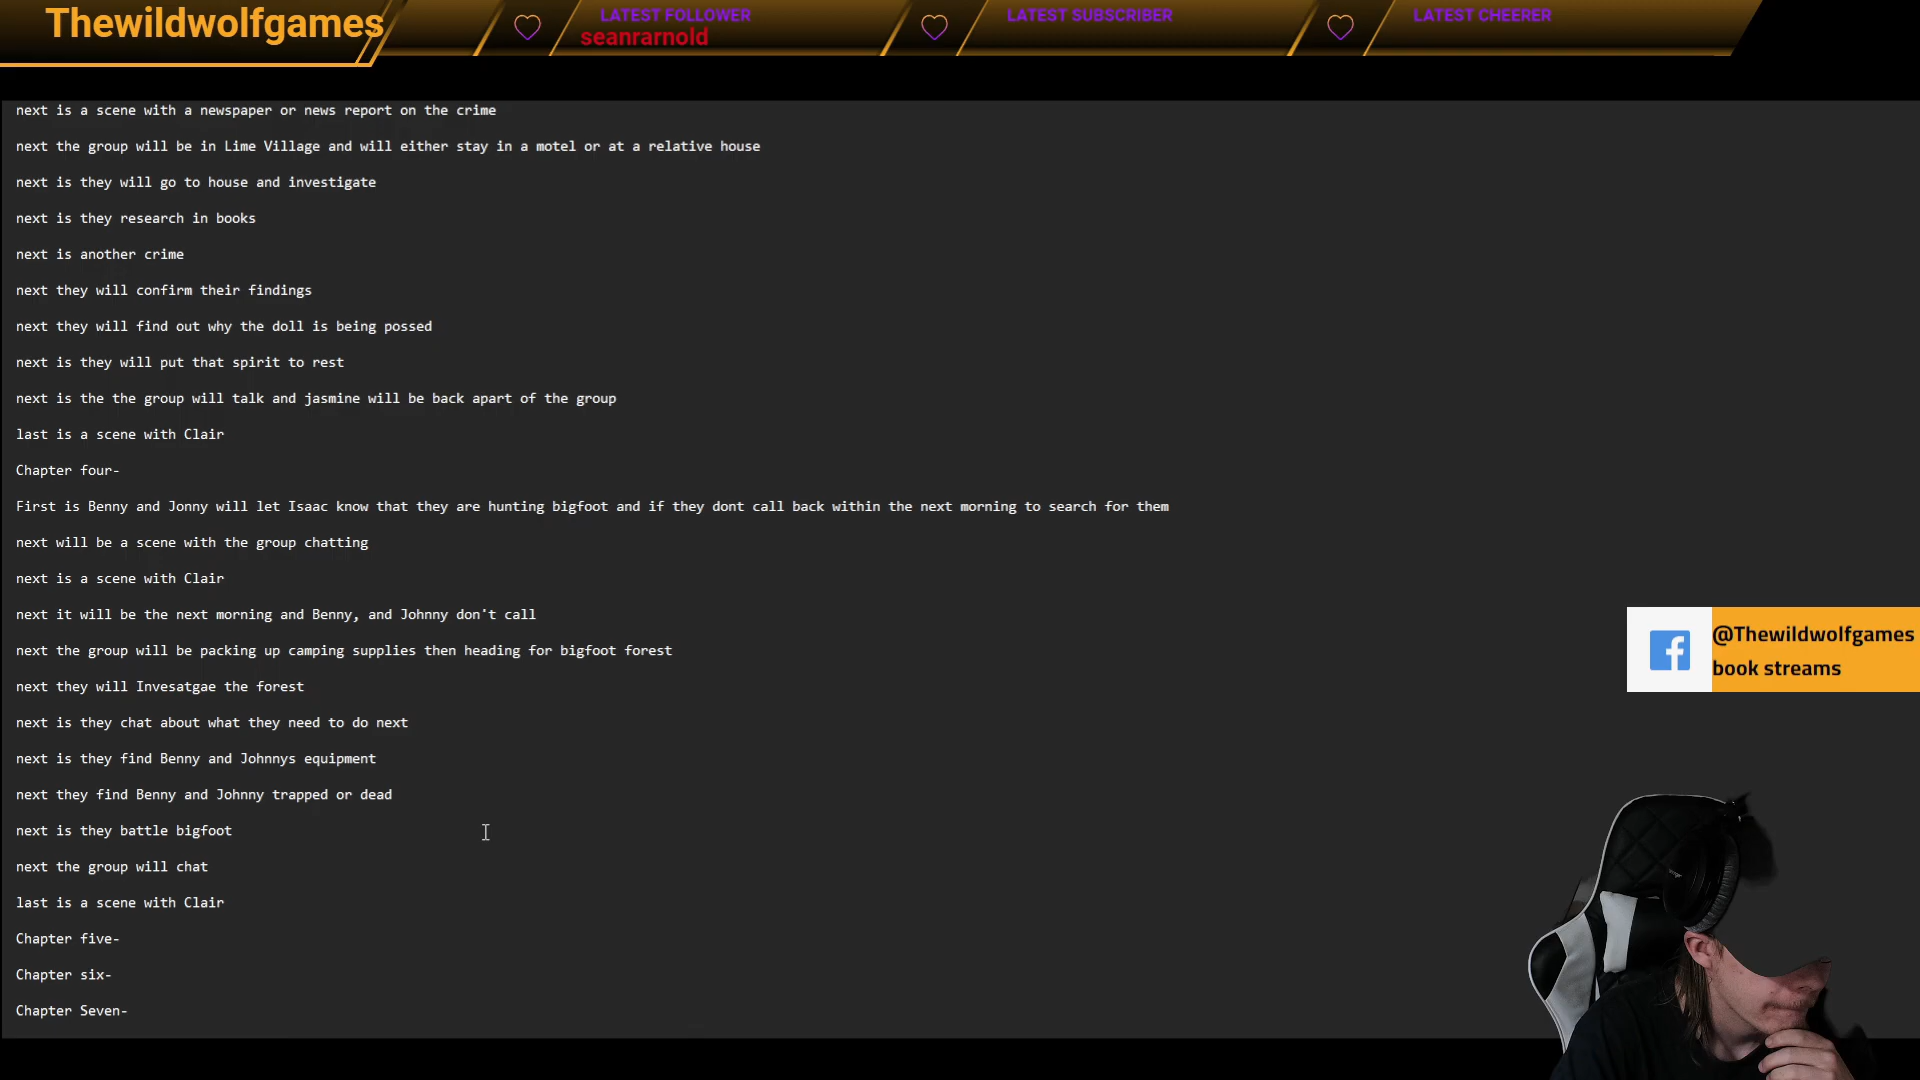 Thewildwolfgames
LATEST FOLLOWER
seanrarnold
LATEST SUBSCRIBER
LATEST CHEERER
next is a scene with a newspaper or news report on the crime
next the group will be in Lime Village and will either stay in a motel or at a relative house
next is they will go to house and investigate
next is they research in books
next is another crime
next they will confirm their findings
next they will find out why the doll is being possed
next is they will put that spirit to rest
next is the the group will talk and jasmine will be back apart of the group
last is a scene with Clair
Chapter four-
First is Benny and Jonny will let Isaac know that they are hunting bigfoot and if they dont call back within the next morning to search for them
next will be a scene with the group chatting
next is a scene with Clair
next it will be the next morning and Benny, and Johnny don't call
next the group will be packing up camping supplies then heading for bigfoot forest
next they will Invesatgae the forest
next is they chat about what they need to do next
next is they find Benny and Johnnys equipment
next they find Benny and Johnny trapped or dead
next is they battle bigfoot
next the group will chat
last is a scene with Clair
Chapter five-
Chapter six-
Chapter Seven-
@Thewildwolfgames
book streams